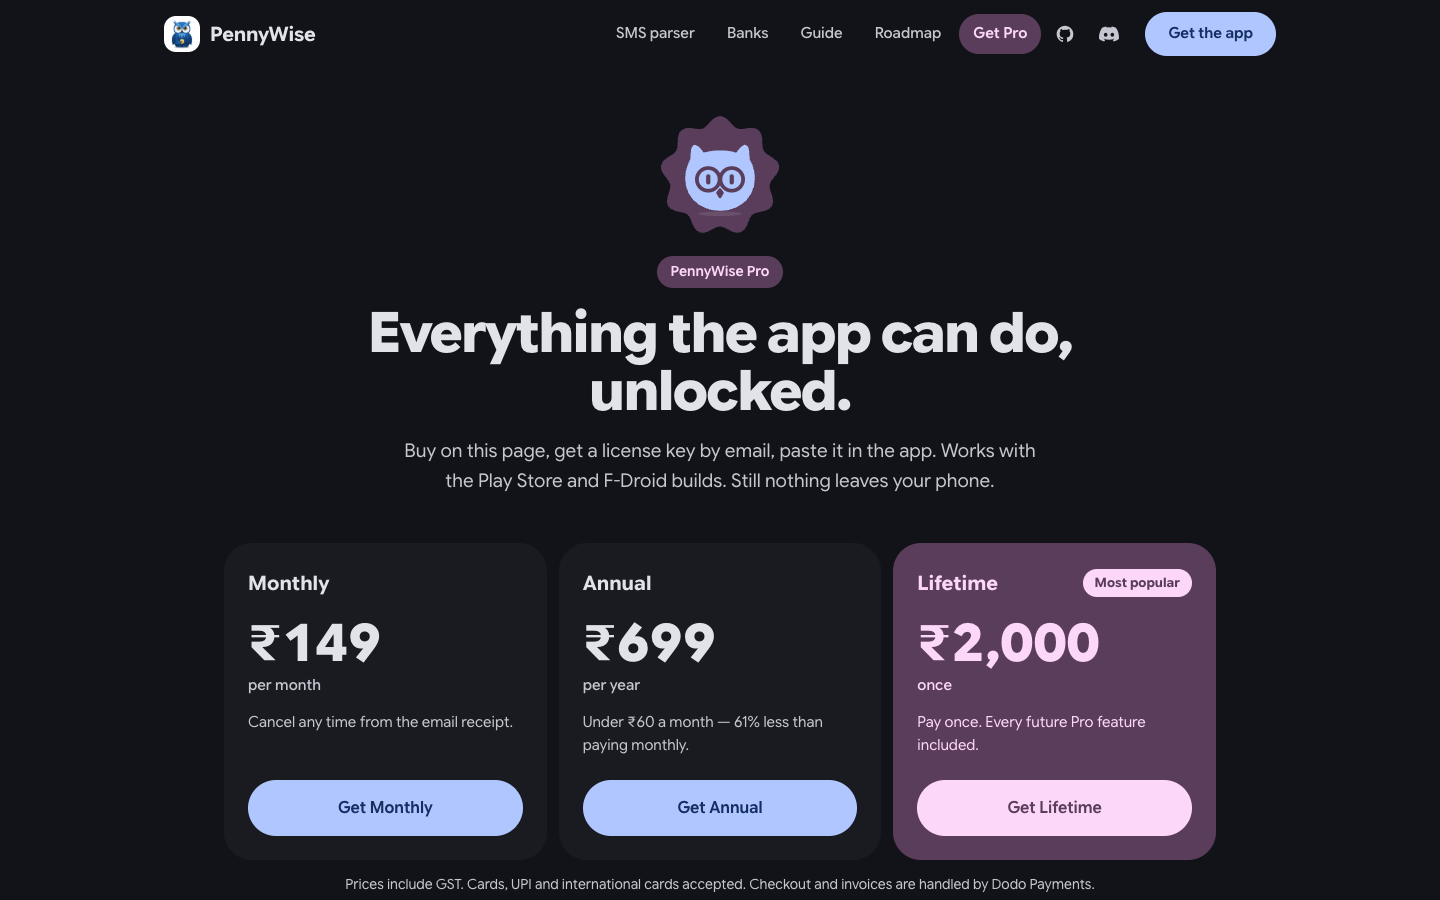 PennyWise
SMS parser
Banks
Guide
Roadmap
Get Pro
Get the app
PennyWise Pro
Everything the app can do,
unlocked.
Buy on this page, get a license key by email, paste it in the app. Works with
the Play Store and F-Droid builds. Still nothing leaves your phone.
Monthly
₹149
per month
Cancel any time from the email receipt.
Get Monthly
Annual
₹699
per year
Under ₹60 a month — 61% less than
paying monthly.
Get Annual
Lifetime
Most popular
₹2,000
once
Pay once. Every future Pro feature
included.
Get Lifetime
Prices include GST. Cards, UPI and international cards accepted. Checkout and invoices are handled by Dodo Payments.